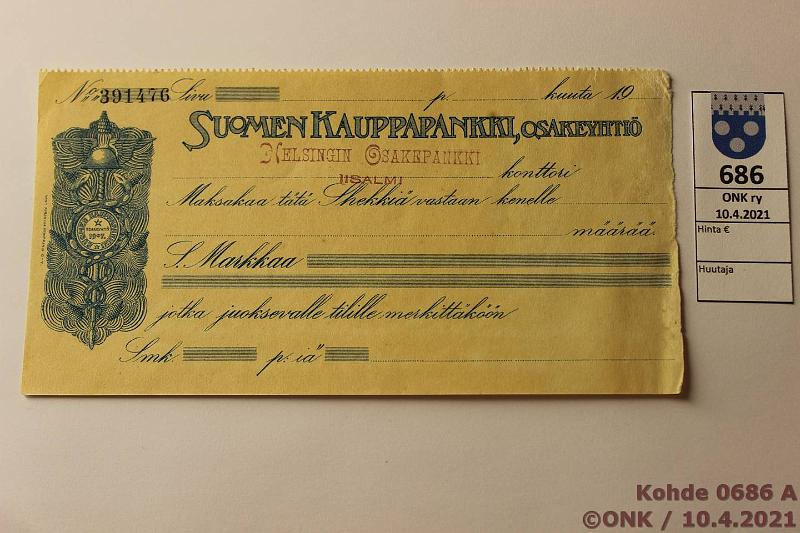 No 391476 Sivu p. kuuta 19
SUOMEN KAUPPAPANKKI, OSAKEYHTIÖ
HELSINGIN OSAKEPANKKI
konttori
IISALMI
Maksakaa tätä Shekkiä vastaan kenelle
määrää.
S. Markkaa
jotka juoksevalle tilille merkittäköön
Smk. p:iä
686
ONK ry
10.4.2021
Hinta €
Huutaja
Kohde 0686 A
©ONK / 10.4.2021